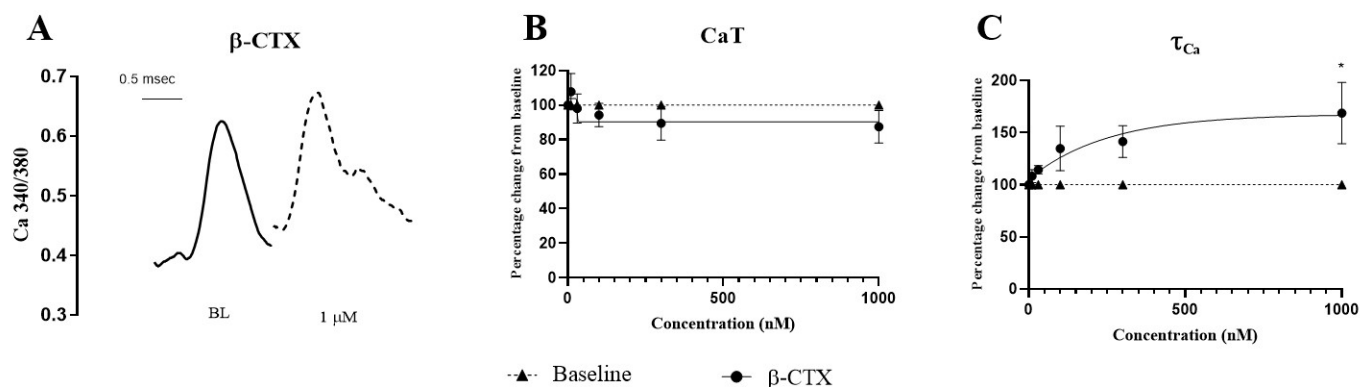 A
β-CTX
0.5 msec
Ca 340/380
0.7
0.6
0.5
0.4
0.3
BL
1 μM
B
CaT
Percentage change from baseline
120
100
80
60
40
20
0
0
500
1000
Concentration (nM)
C
τCa
Percentage change from baseline
200
150
100
50
0
*
0
500
1000
Concentration (nM)
Baseline
β-CTX